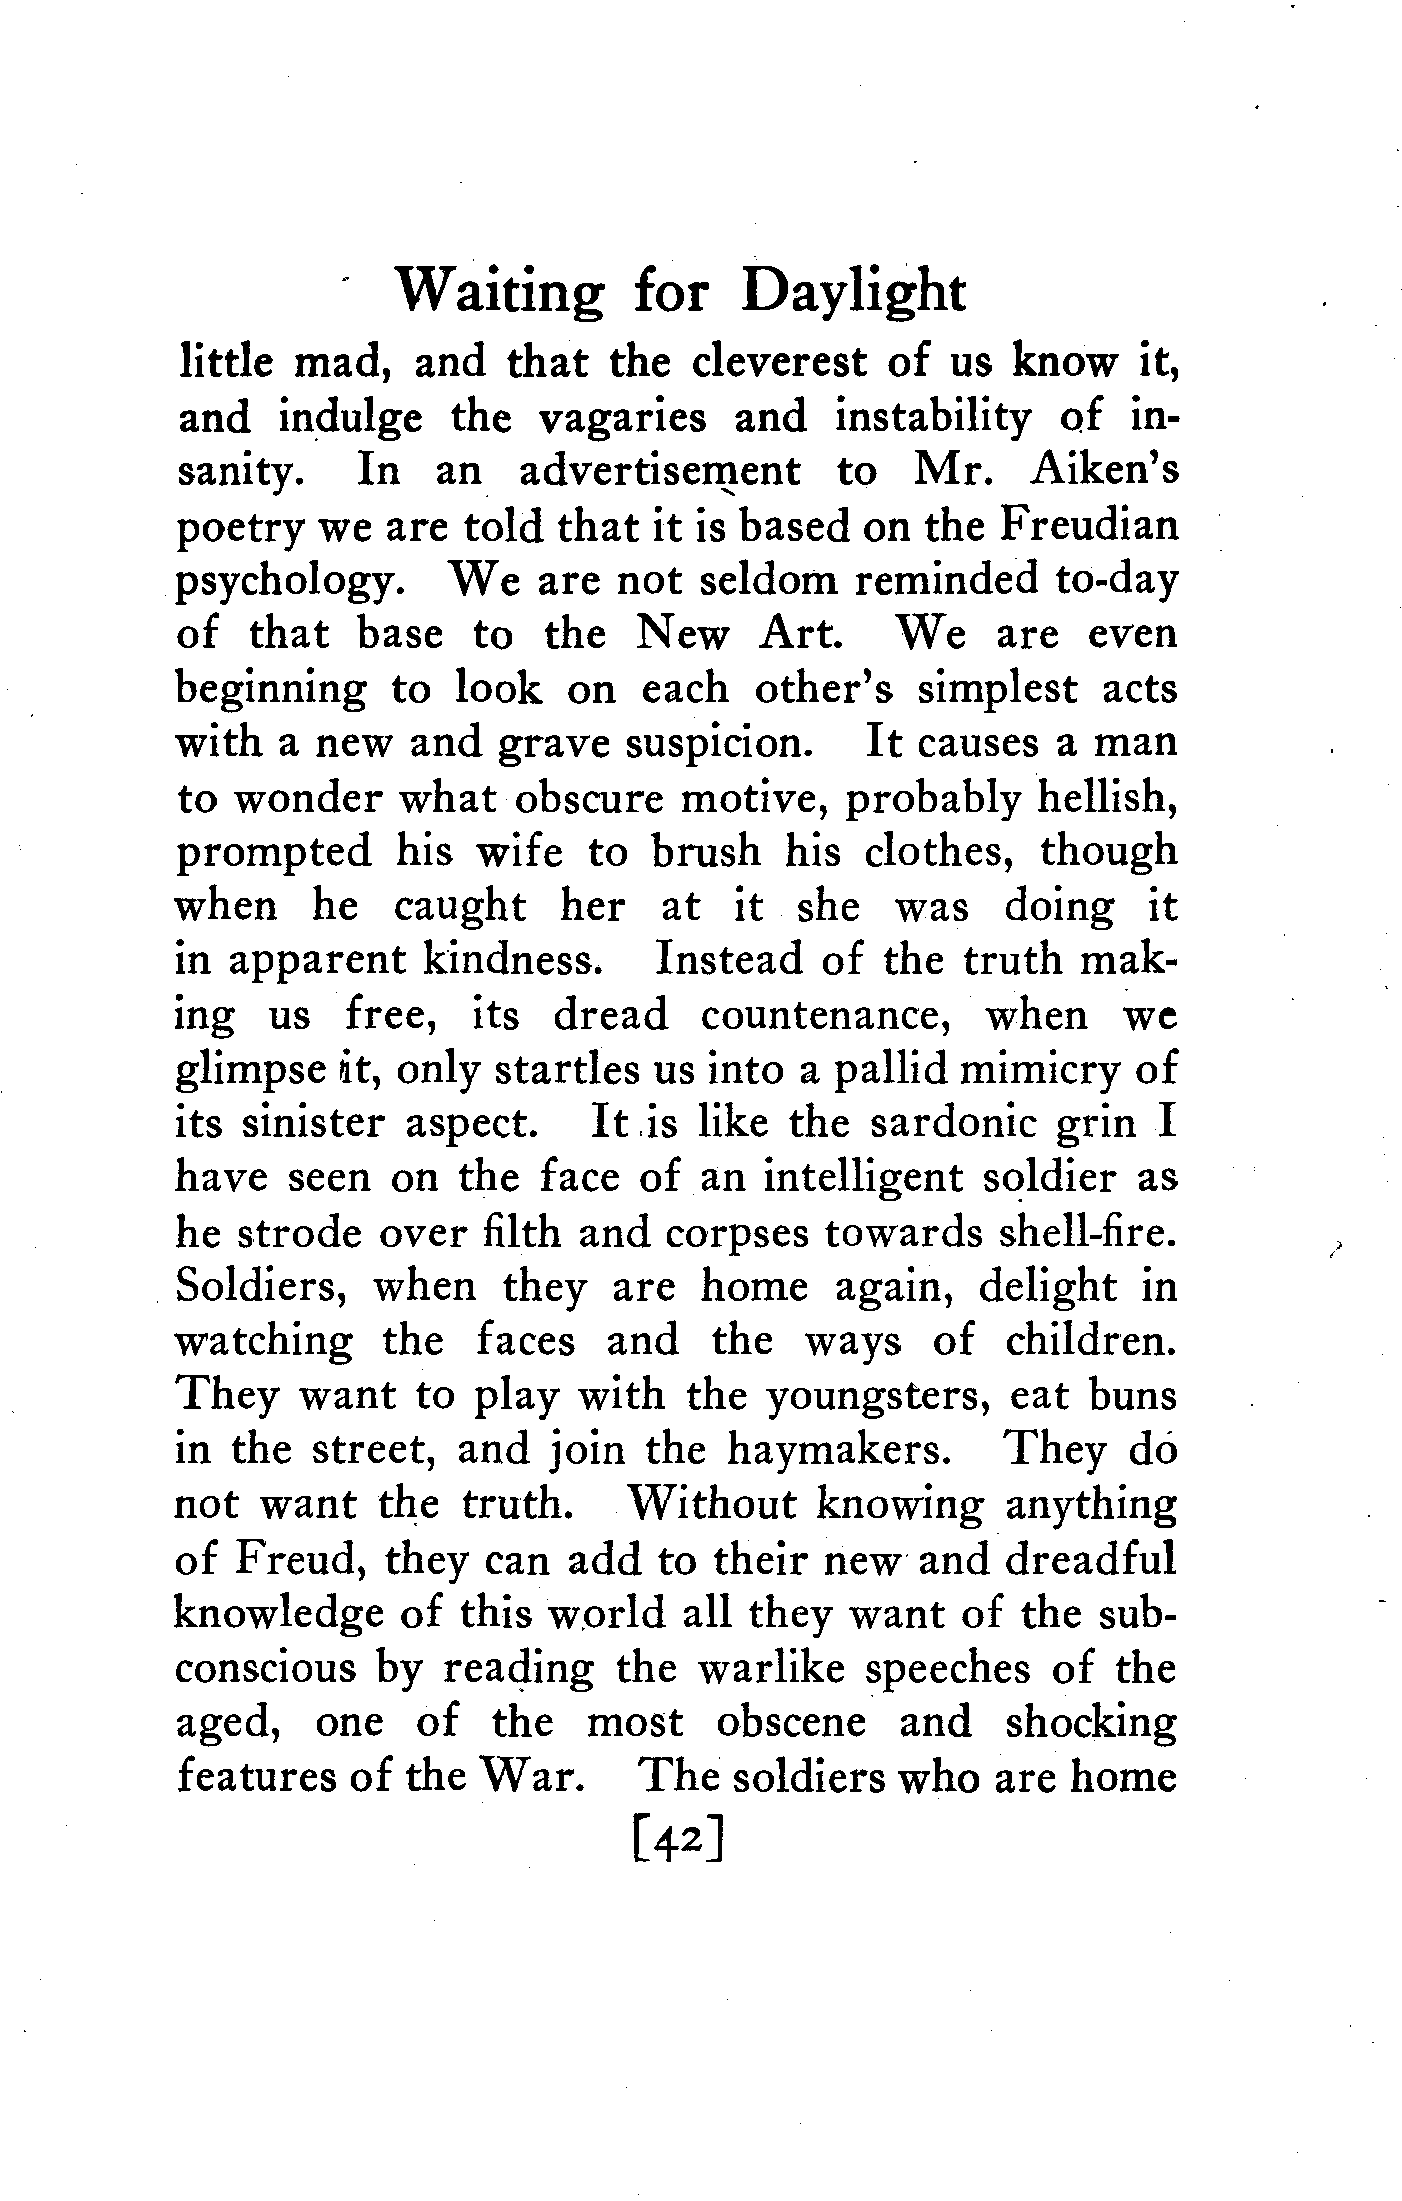 Waiting for Daylight
little mad, and that the cleverest of us know it,
and indulge the vagaries and instability of in-
sanity. In an advertisement to Mr. Aiken's
poetry we are told that it is based on the Freudian
psychology. We are not seldom reminded to-day
of that base to the New Art. We are even
beginning to look on each other's simplest acts
with a new and grave suspicion. It causes a man
to wonder what obscure motive, probably hellish,
prompted his wife to brush his clothes, though
when he caught her at it she was doing it
in apparent kindness. Instead of the truth mak-
ing us free, its dread countenance, when we
glimpse it, only startles us into a pallid mimicry of
its sinister aspect. It is like the sardonic grin I
have seen on the face of an intelligent soldier as
he strode over filth and corpses towards shell-fire.
Soldiers, when they are home again, delight in
watching the faces and the ways of children.
They want to play with the youngsters, eat buns
in the street, and join the haymakers. They do
not want the truth. Without knowing anything
of Freud, they can add to their new and dreadful
knowledge of this world all they want of the sub-
conscious by reading the warlike speeches of the
aged, one of the most obscene and shocking
features of the War. The soldiers who are home
[42]